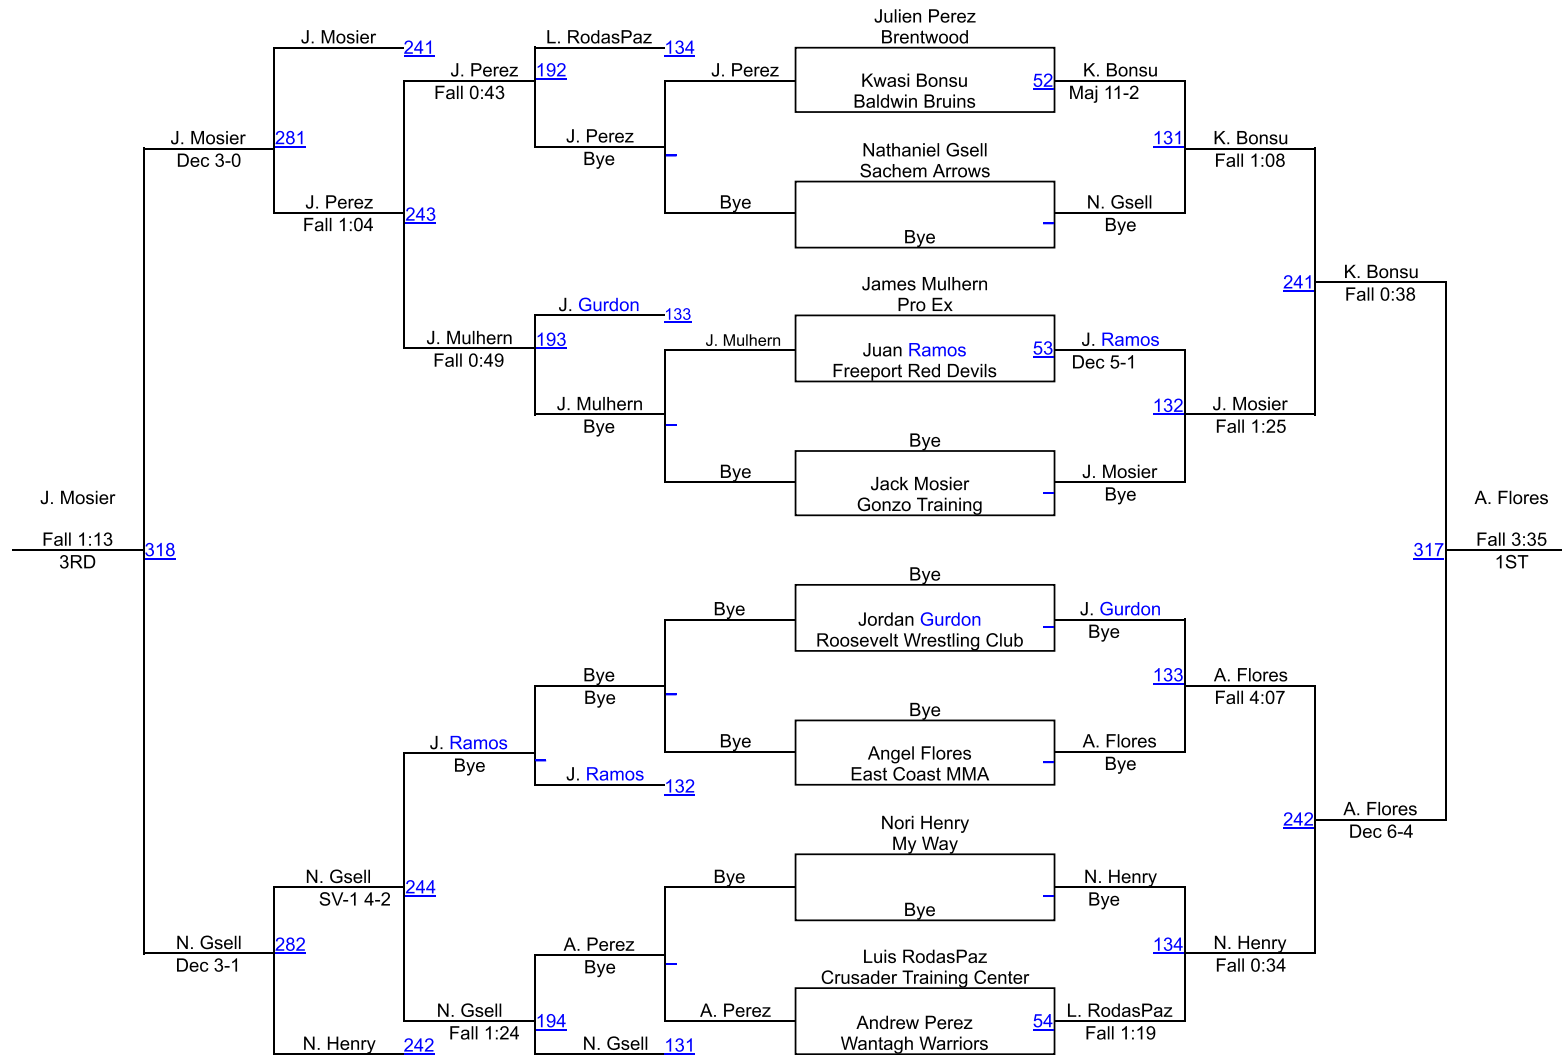 Julien Perez
Brentwood
J. Mosier 241
L. RodasPaz 134
J. Perez 192
Fall 0:43
J. Perez
Kwasi Bonsu 52
Baldwin Bruins
K. Bonsu
Maj 11-2
J. Mosier 281
Dec 3-0
J. Perez
Bye
Nathaniel Gsell
Sachem Arrows
131 K. Bonsu
Fall 1:08
J. Perez 243
Fall 1:04
Bye
Bye
N. Gsell
Bye
James Mulhern
Pro Ex
241 K. Bonsu
Fall 0:38
J. Gurdon 133
J. Mulhern 193
Fall 0:49
J. Mulhern
Juan Ramos 53
Freeport Red Devils
J. Ramos
Dec 5-1
J. Mulhern
Bye
132 J. Mosier
Fall 1:25
Bye
Bye
Jack Mosier
Gonzo Training
J. Mosier
Bye
J. Mosier
Fall 1:13
3RD
318
A. Flores
317 Fall 3:35
1ST
Bye
Bye
Jordan Gurdon
Roosevelt Wrestling Club
J. Gurdon
Bye
Bye
Bye
133 A. Flores
Fall 4:07
Bye
Bye
Angel Flores
East Coast MMA
A. Flores
Bye
J. Ramos
Bye
J. Ramos 132
242 A. Flores
Dec 6-4
Nori Henry
My Way
N. Gsell 244
SV-1 4-2
Bye
Bye
N. Henry
Bye
N. Gsell 282
Dec 3-1
A. Perez
Bye
134 N. Henry
Fall 0:34
Luis RodasPaz
Crusader Training Center
N. Gsell 194
Fall 1:24
A. Perez
Andrew Perez 54
Wantagh Warriors
L. RodasPaz
Fall 1:19
N. Henry 242
N. Gsell 131